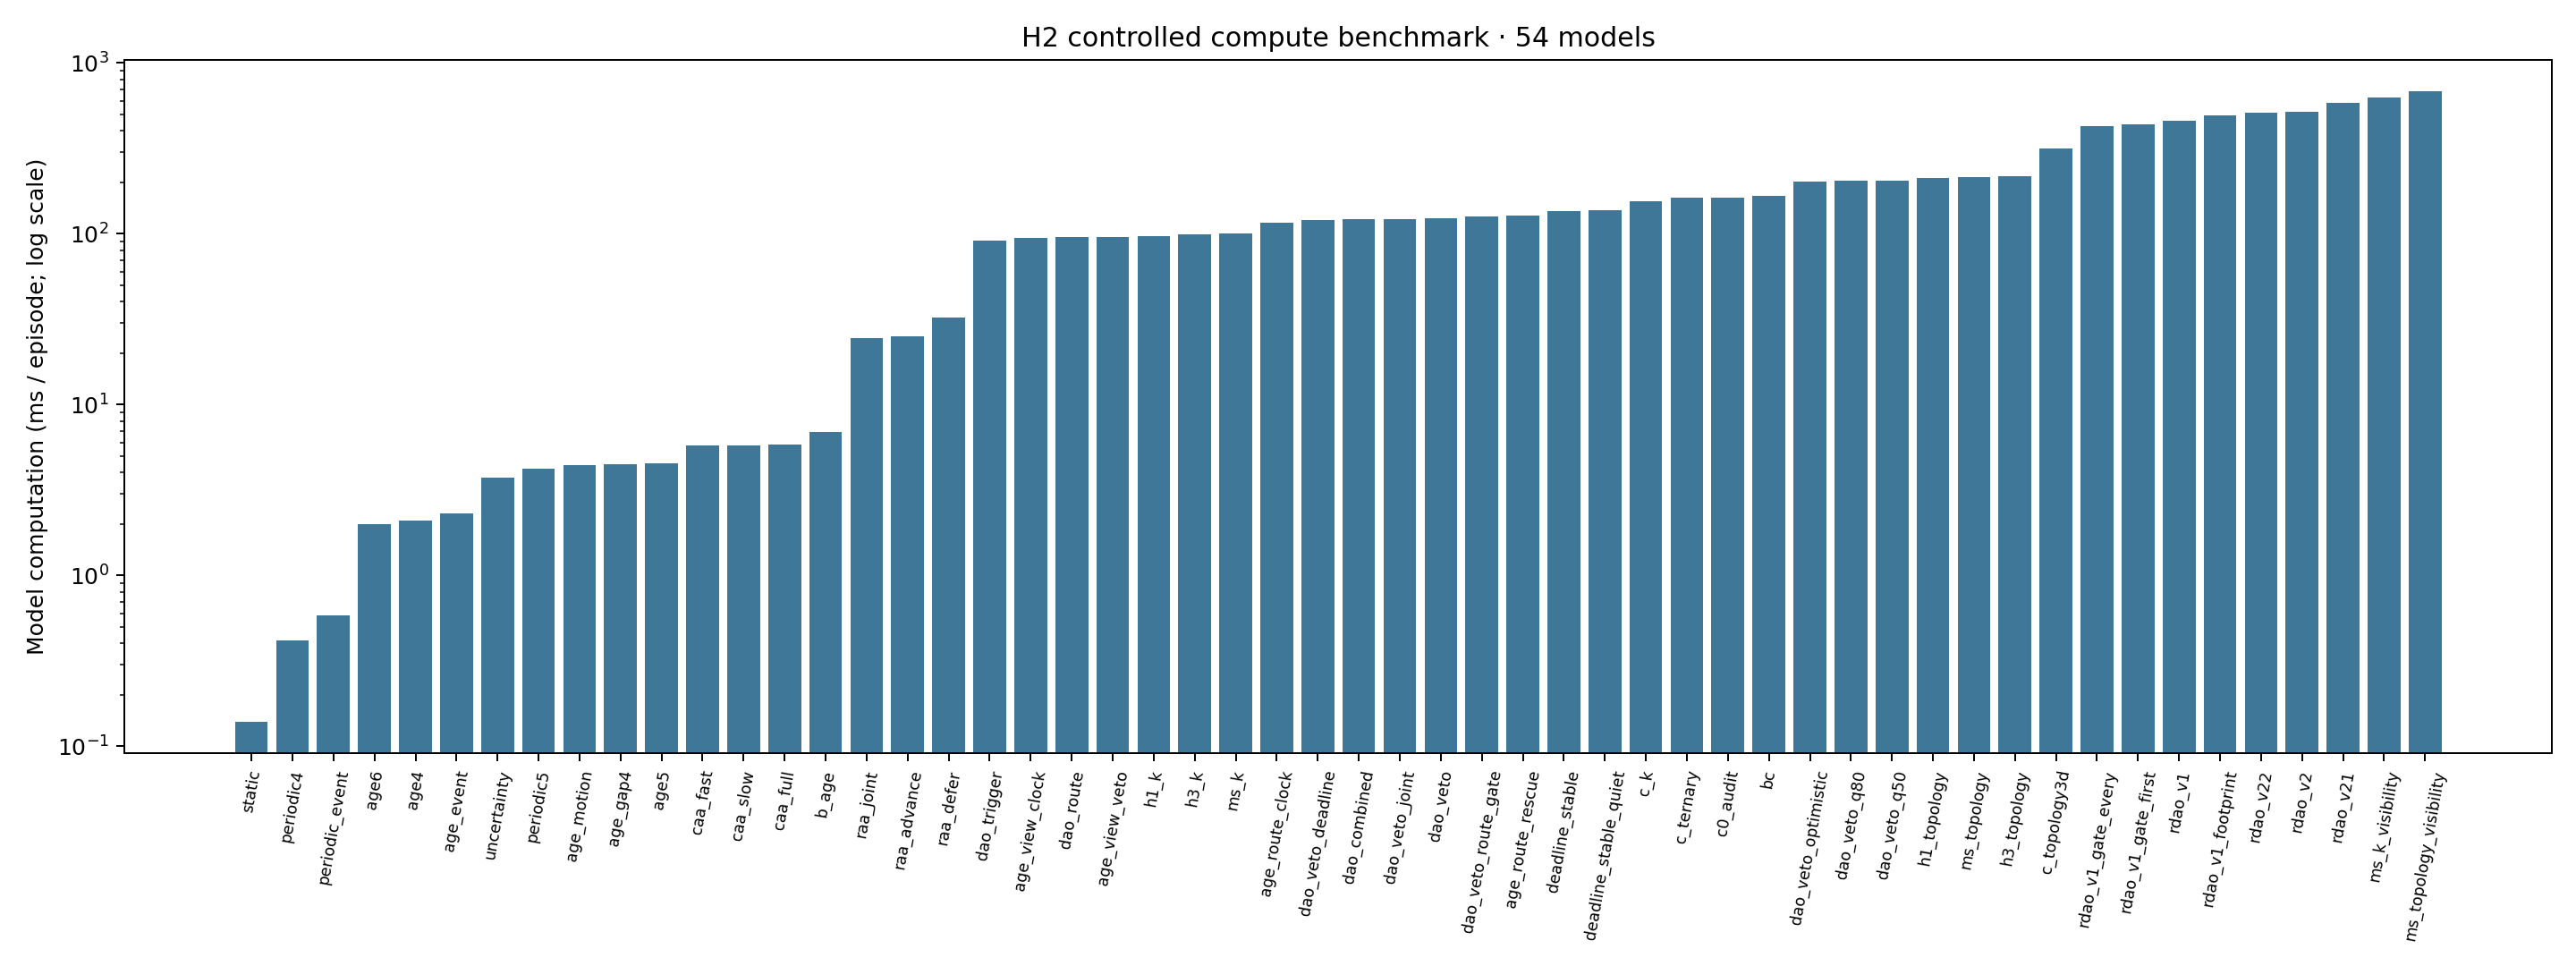 H2 controlled compute benchmark · 54 models
Model computation (ms / episode; log scale)
10³
10²
10¹
10⁰
10⁻¹
static
periodic4
periodic_event
age6
age4
age_event
uncertainty
periodic5
age_motion
age_gap4
age5
caa_fast
caa_slow
caa_full
b_age
raa_joint
raa_advance
raa_defer
dao_trigger
age_view_clock
dao_route
age_view_veto
h1_k
h3_k
ms_k
age_route_clock
dao_veto_deadline
dao_combined
dao_veto_joint
dao_veto
dao_veto_route_gate
age_route_rescue
deadline_stable
deadline_stable_quiet
c_k
c_ternary
c0_audit
bc
dao_veto_optimistic
dao_veto_q80
dao_veto_q50
h1_topology
ms_topology
h3_topology
c_topology3d
rdao_v1_gate_every
rdao_v1_gate_first
rdao_v1
rdao_v1_footprint
rdao_v22
rdao_v2
rdao_v21
ms_k_visibility
ms_topology_visibility